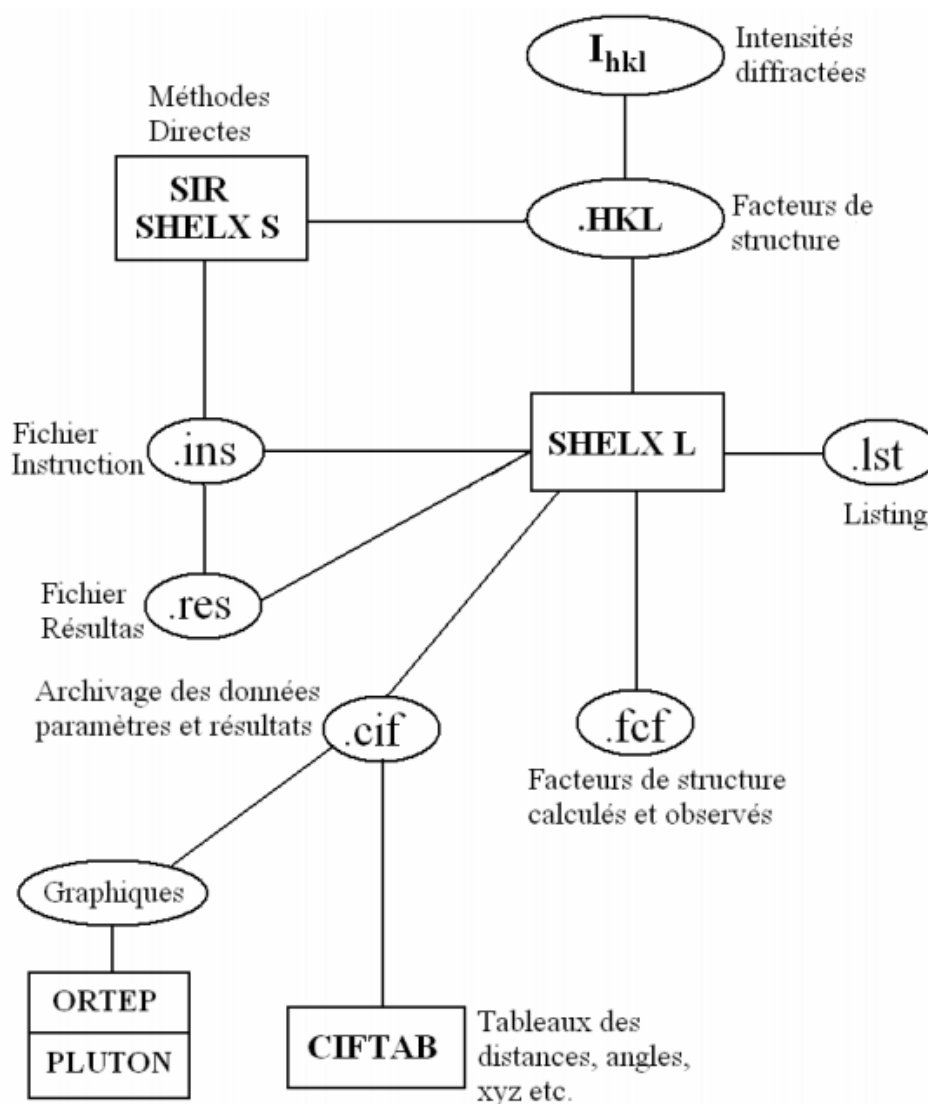 I_hkl
Intensités
diffractées
Méthodes
Directes
SIR
SHELX S
.HKL
Facteurs de
structure
Fichier
Instruction
.ins
SHELX L
.lst
Listing
Fichier
Résultas
.res
Archivage des données
paramètres et résultats
.cif
.fcf
Facteurs de structure
calculés et observés
Graphiques
ORTEP
PLUTON
CIFTAB
Tableaux des
distances, angles,
xyz etc.